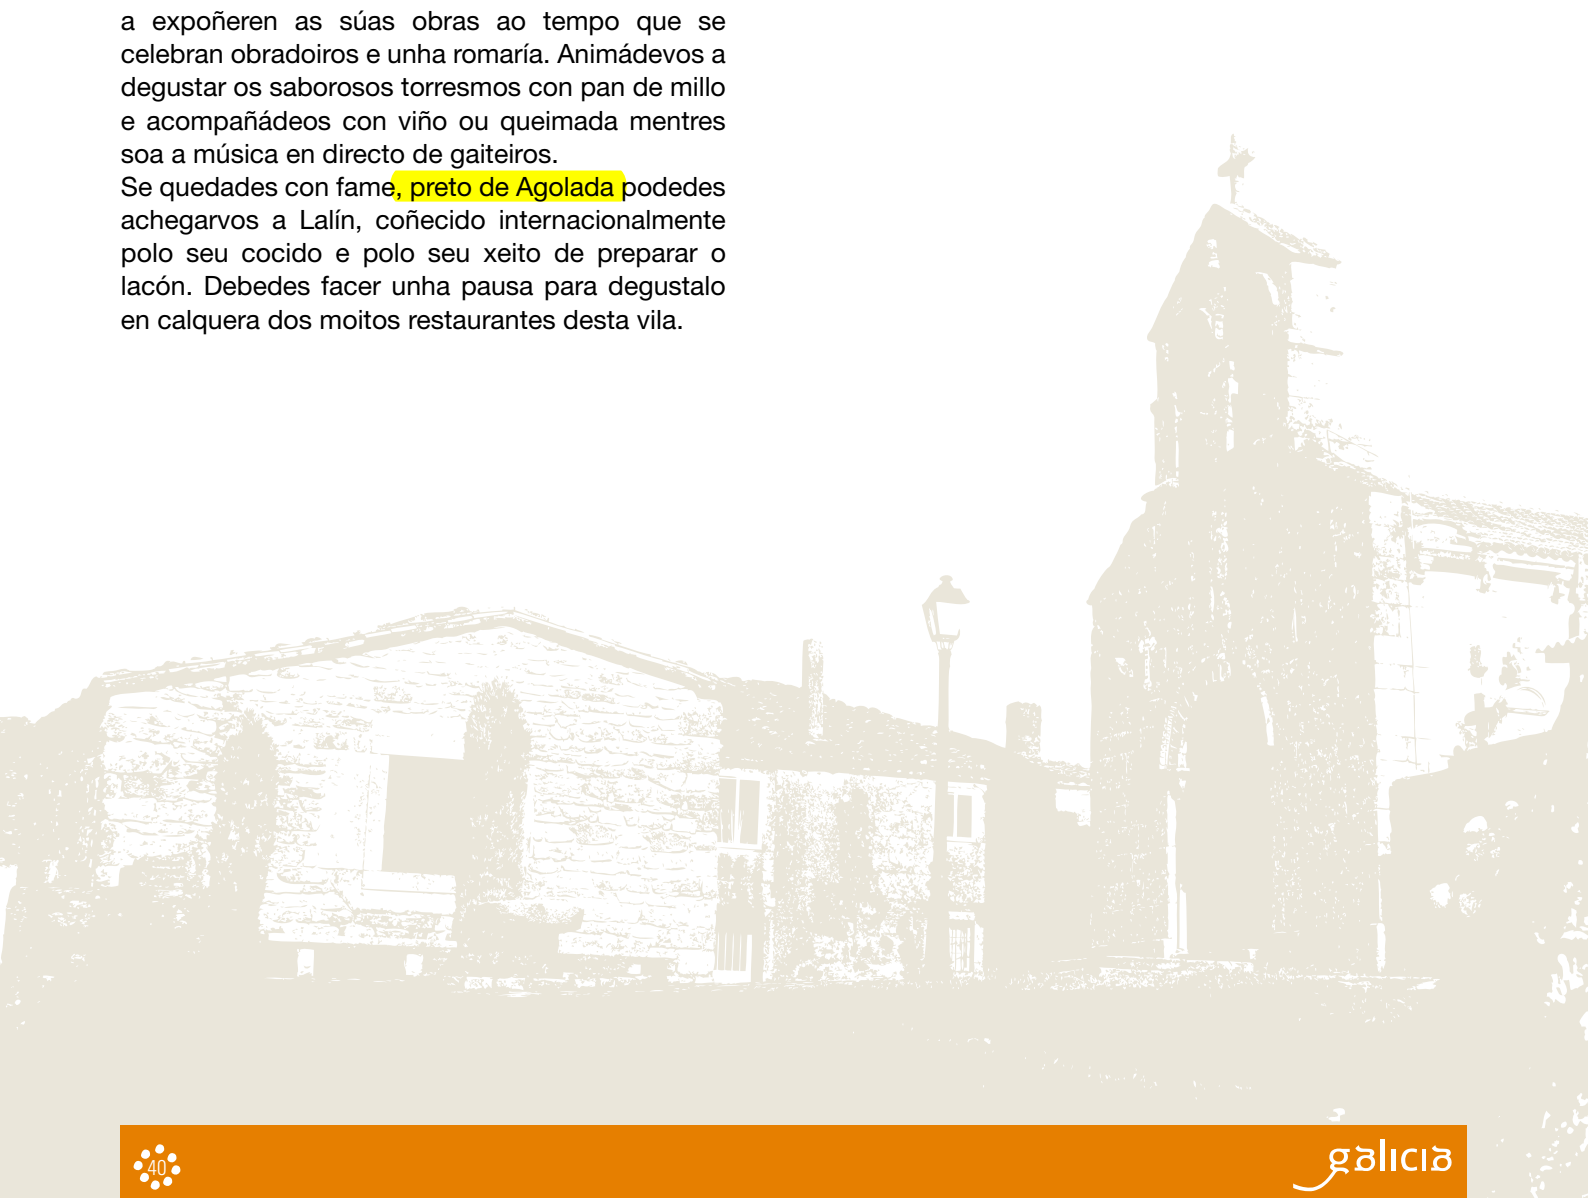 a expoñeren as súas obras ao tempo que se
celebran obradoiros e unha romaría. Animádevos a
degustar os saborosos torresmos con pan de millo
e acompañádeos con viño ou queimada mentres
soa a música en directo de gaiteiros.
Se quedades con fame, preto de Agolada podedes
achegarvos a Lalín, coñecido internacionalmente
polo seu cocido e polo seu xeito de preparar o
lacón. Debedes facer unha pausa para degustalo
en calquera dos moitos restaurantes desta vila.
40
galicia